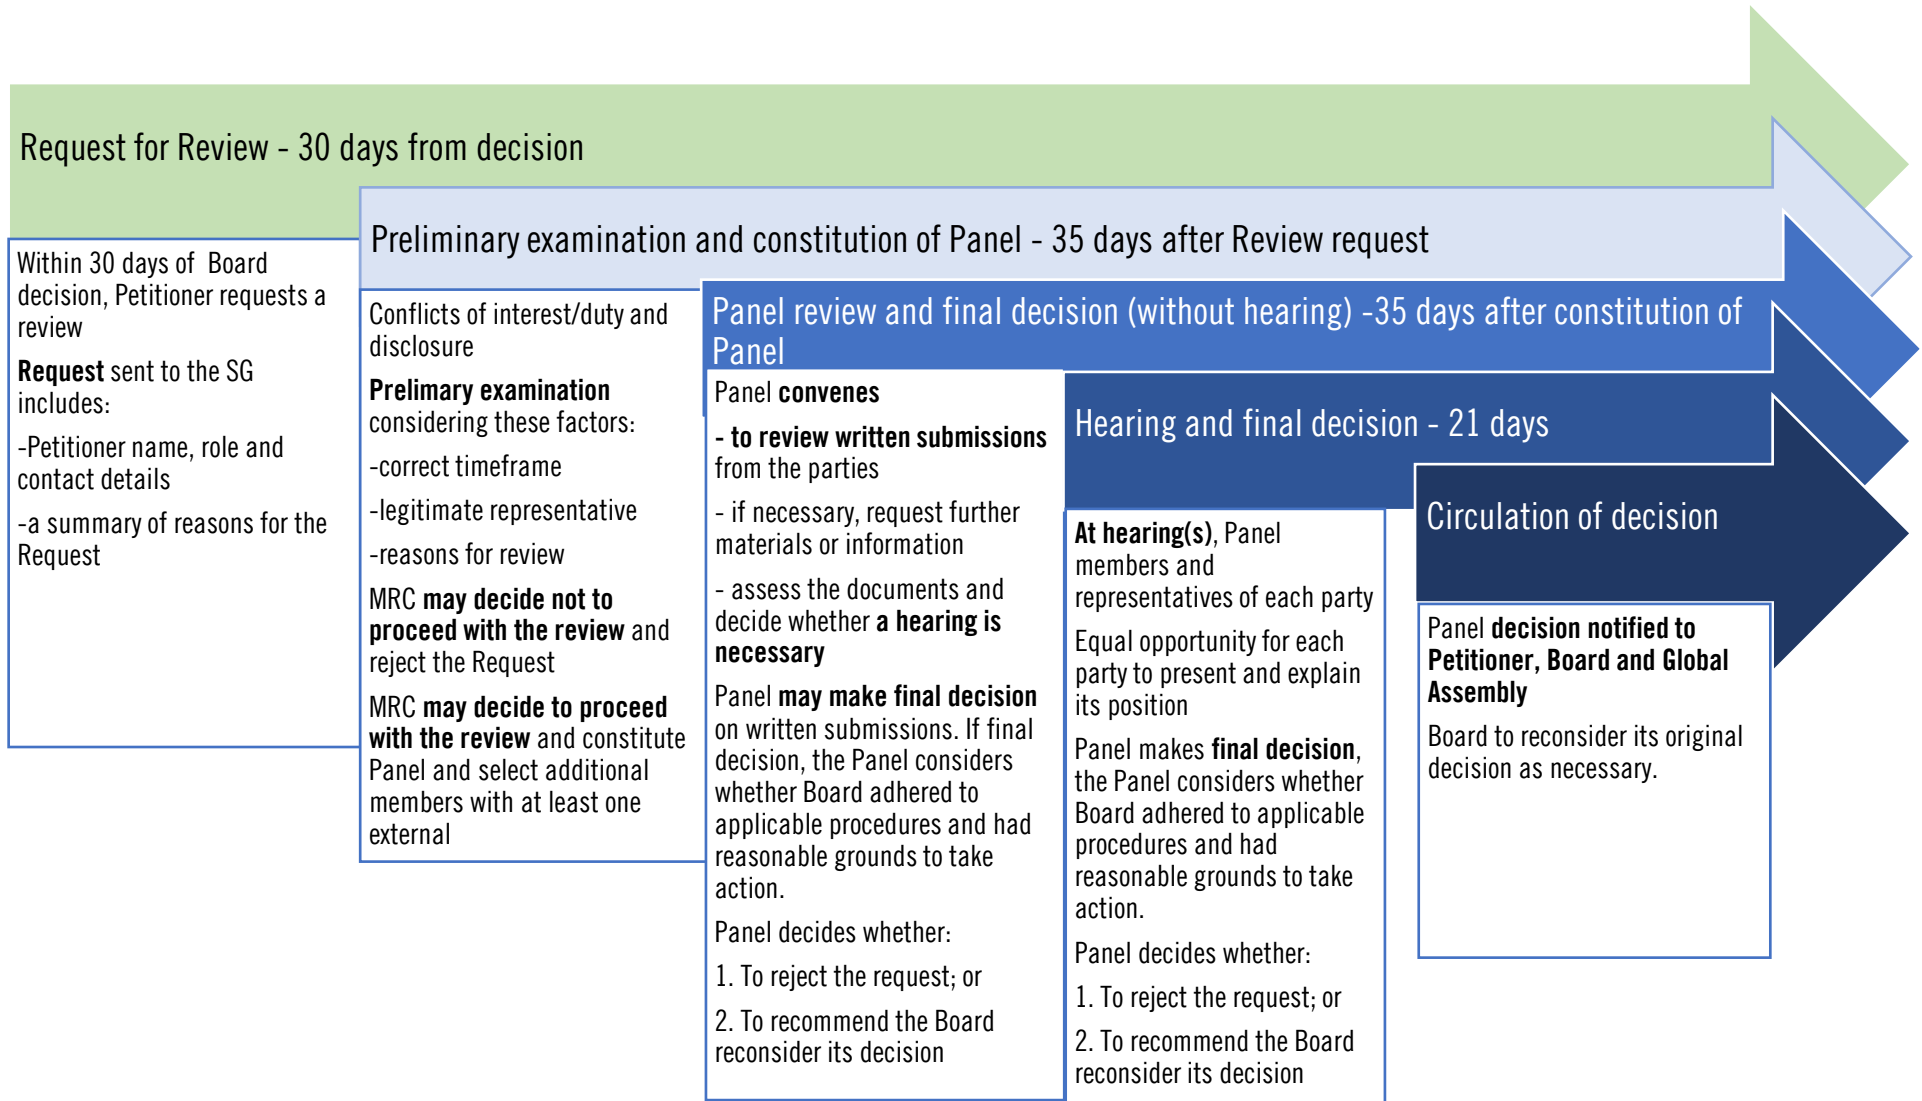 Request for Review - 30 days from decision
Within 30 days of Board
decision, Petitioner requests a
review
Request sent to the SG
includes:
-Petitioner name, role and
contact details
-a summary of reasons for the
Request
Preliminary examination and constitution of Panel - 35 days after Review request
Conflicts of interest/duty and
disclosure
Prelimary examination
considering these factors:
-correct timeframe
-legitimate representative
-reasons for review
MRC may decide not to
proceed with the review and
reject the Request
MRC may decide to proceed
with the review and constitute
Panel and select additional
members with at least one
external
Panel review and final decision (without hearing) -35 days after constitution of
Panel
Panel convenes
- to review written submissions
from the parties
- if necessary, request further
materials or information
- assess the documents and
decide whether a hearing is
necessary
Panel may make final decision
on written submissions. If final
decision, the Panel considers
whether Board adhered to
applicable procedures and had
reasonable grounds to take
action.
Panel decides whether:
1. To reject the request; or
2. To recommend the Board
reconsider its decision
Hearing and final decision - 21 days
At hearing(s), Panel
members and
representatives of each party
Equal opportunity for each
party to present and explain
its position
Panel makes final decision,
the Panel considers whether
Board adhered to applicable
procedures and had
reasonable grounds to take
action.
Panel decides whether:
1. To reject the request; or
2. To recommend the Board
reconsider its decision
Circulation of decision
Panel decision notified to
Petitioner, Board and Global
Assembly
Board to reconsider its original
decision as necessary.